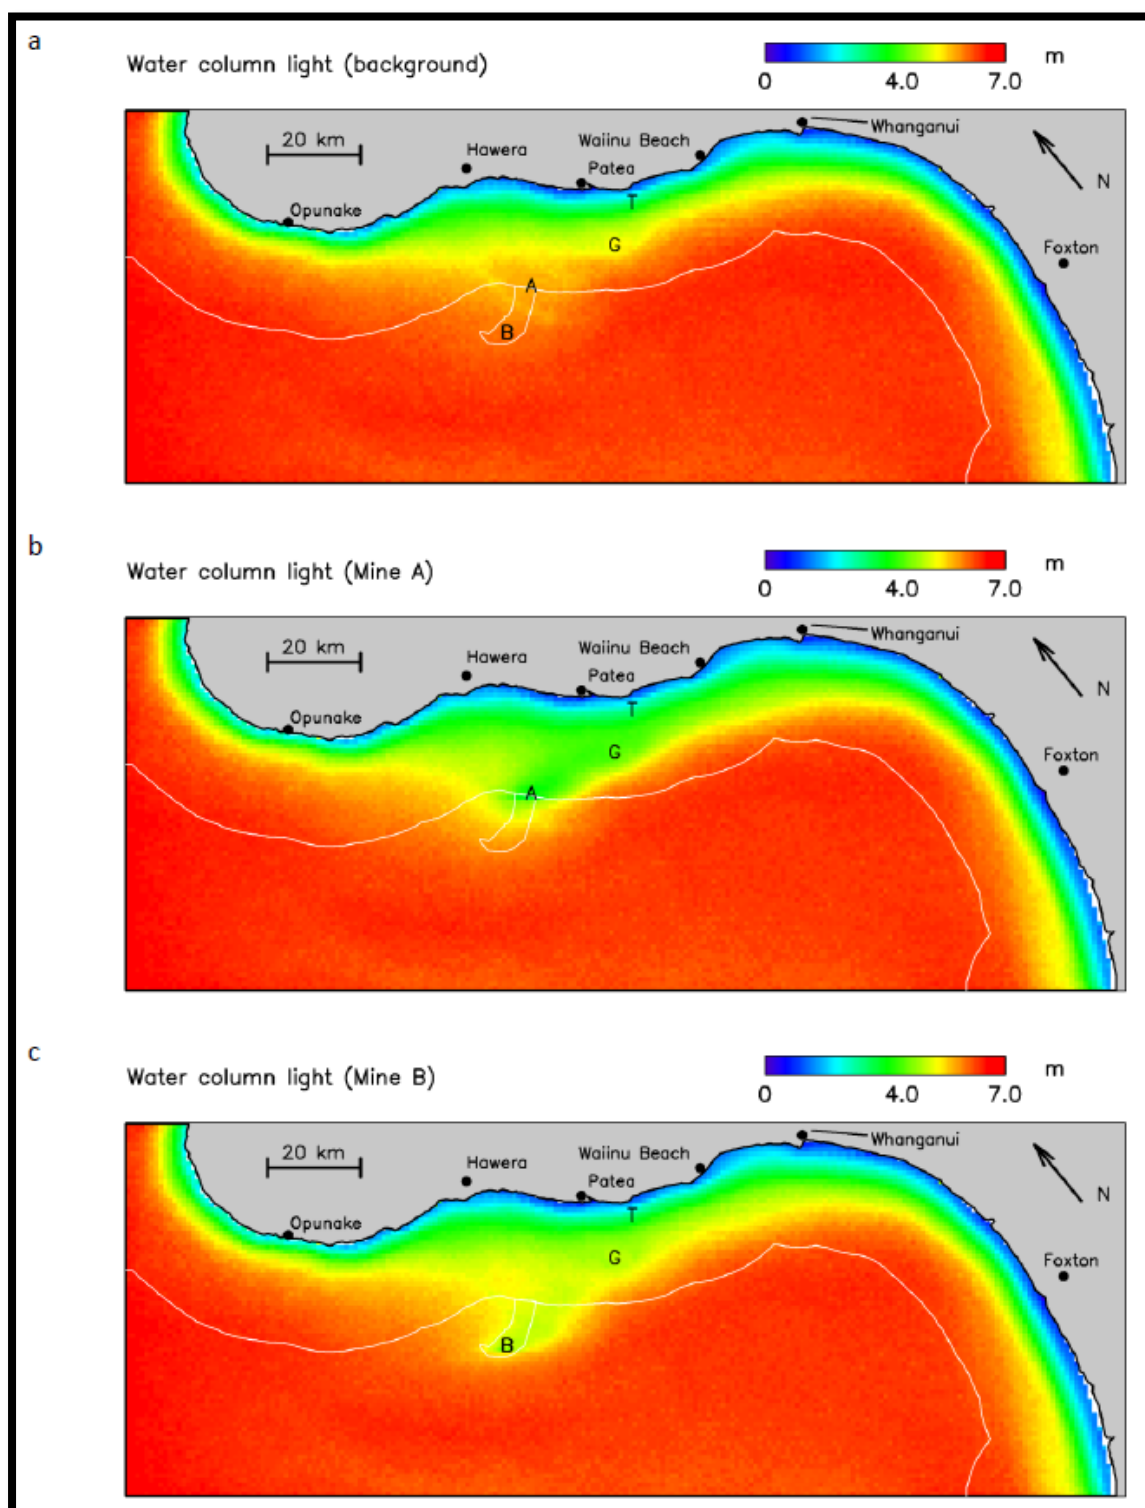 a
Water column light (background)
m
0 4.0 7.0
20 km
Hawera
Waiinu Beach
Patea
Whanganui
N
Opunake
T
G
Foxton
A
B
b
Water column light (Mine A)
m
0 4.0 7.0
20 km
Hawera
Waiinu Beach
Patea
Whanganui
N
Opunake
T
G
Foxton
A
c
Water column light (Mine B)
m
0 4.0 7.0
20 km
Hawera
Waiinu Beach
Patea
Whanganui
N
Opunake
T
G
Foxton
B